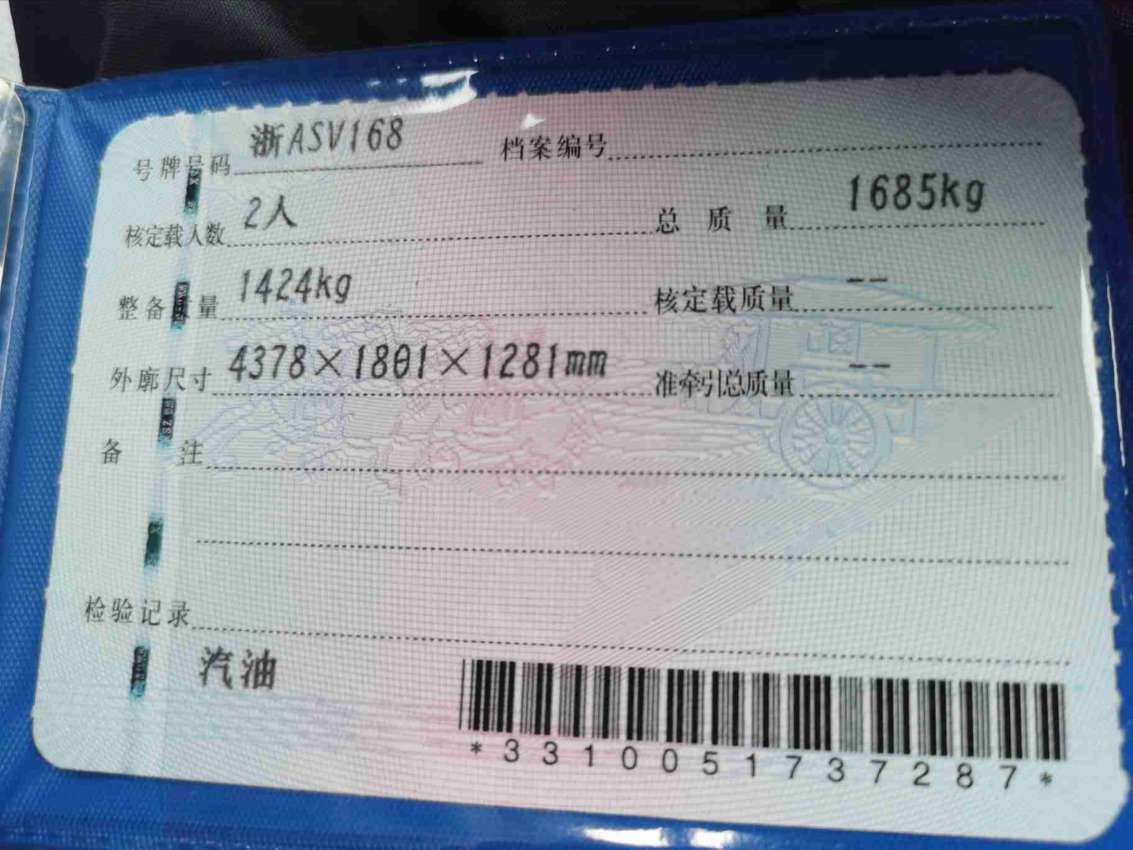 号牌号码 浙ASV168 档案编号
核定载人数 2人 总质量 1685kg
整备质量 1424kg 核定载质量 --
外廓尺寸 4378×1801×1281mm 准牵引总质量 --
备注
检验记录
汽油
*3310051737287*